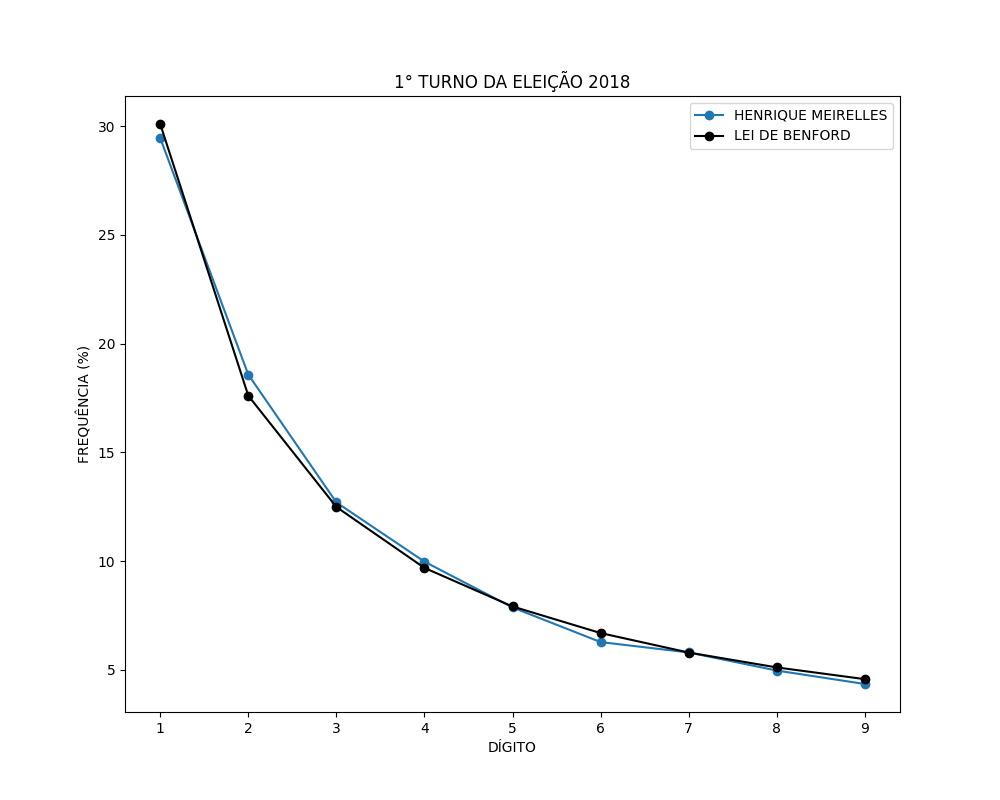 1° TURNO DA ELEIÇÃO 2018
HENRIQUE MEIRELLES
LEI DE BENFORD
FREQUÊNCIA (%)
30
25
20
15
10
5
1 2 3 4 5 6 7 8 9
DÍGITO